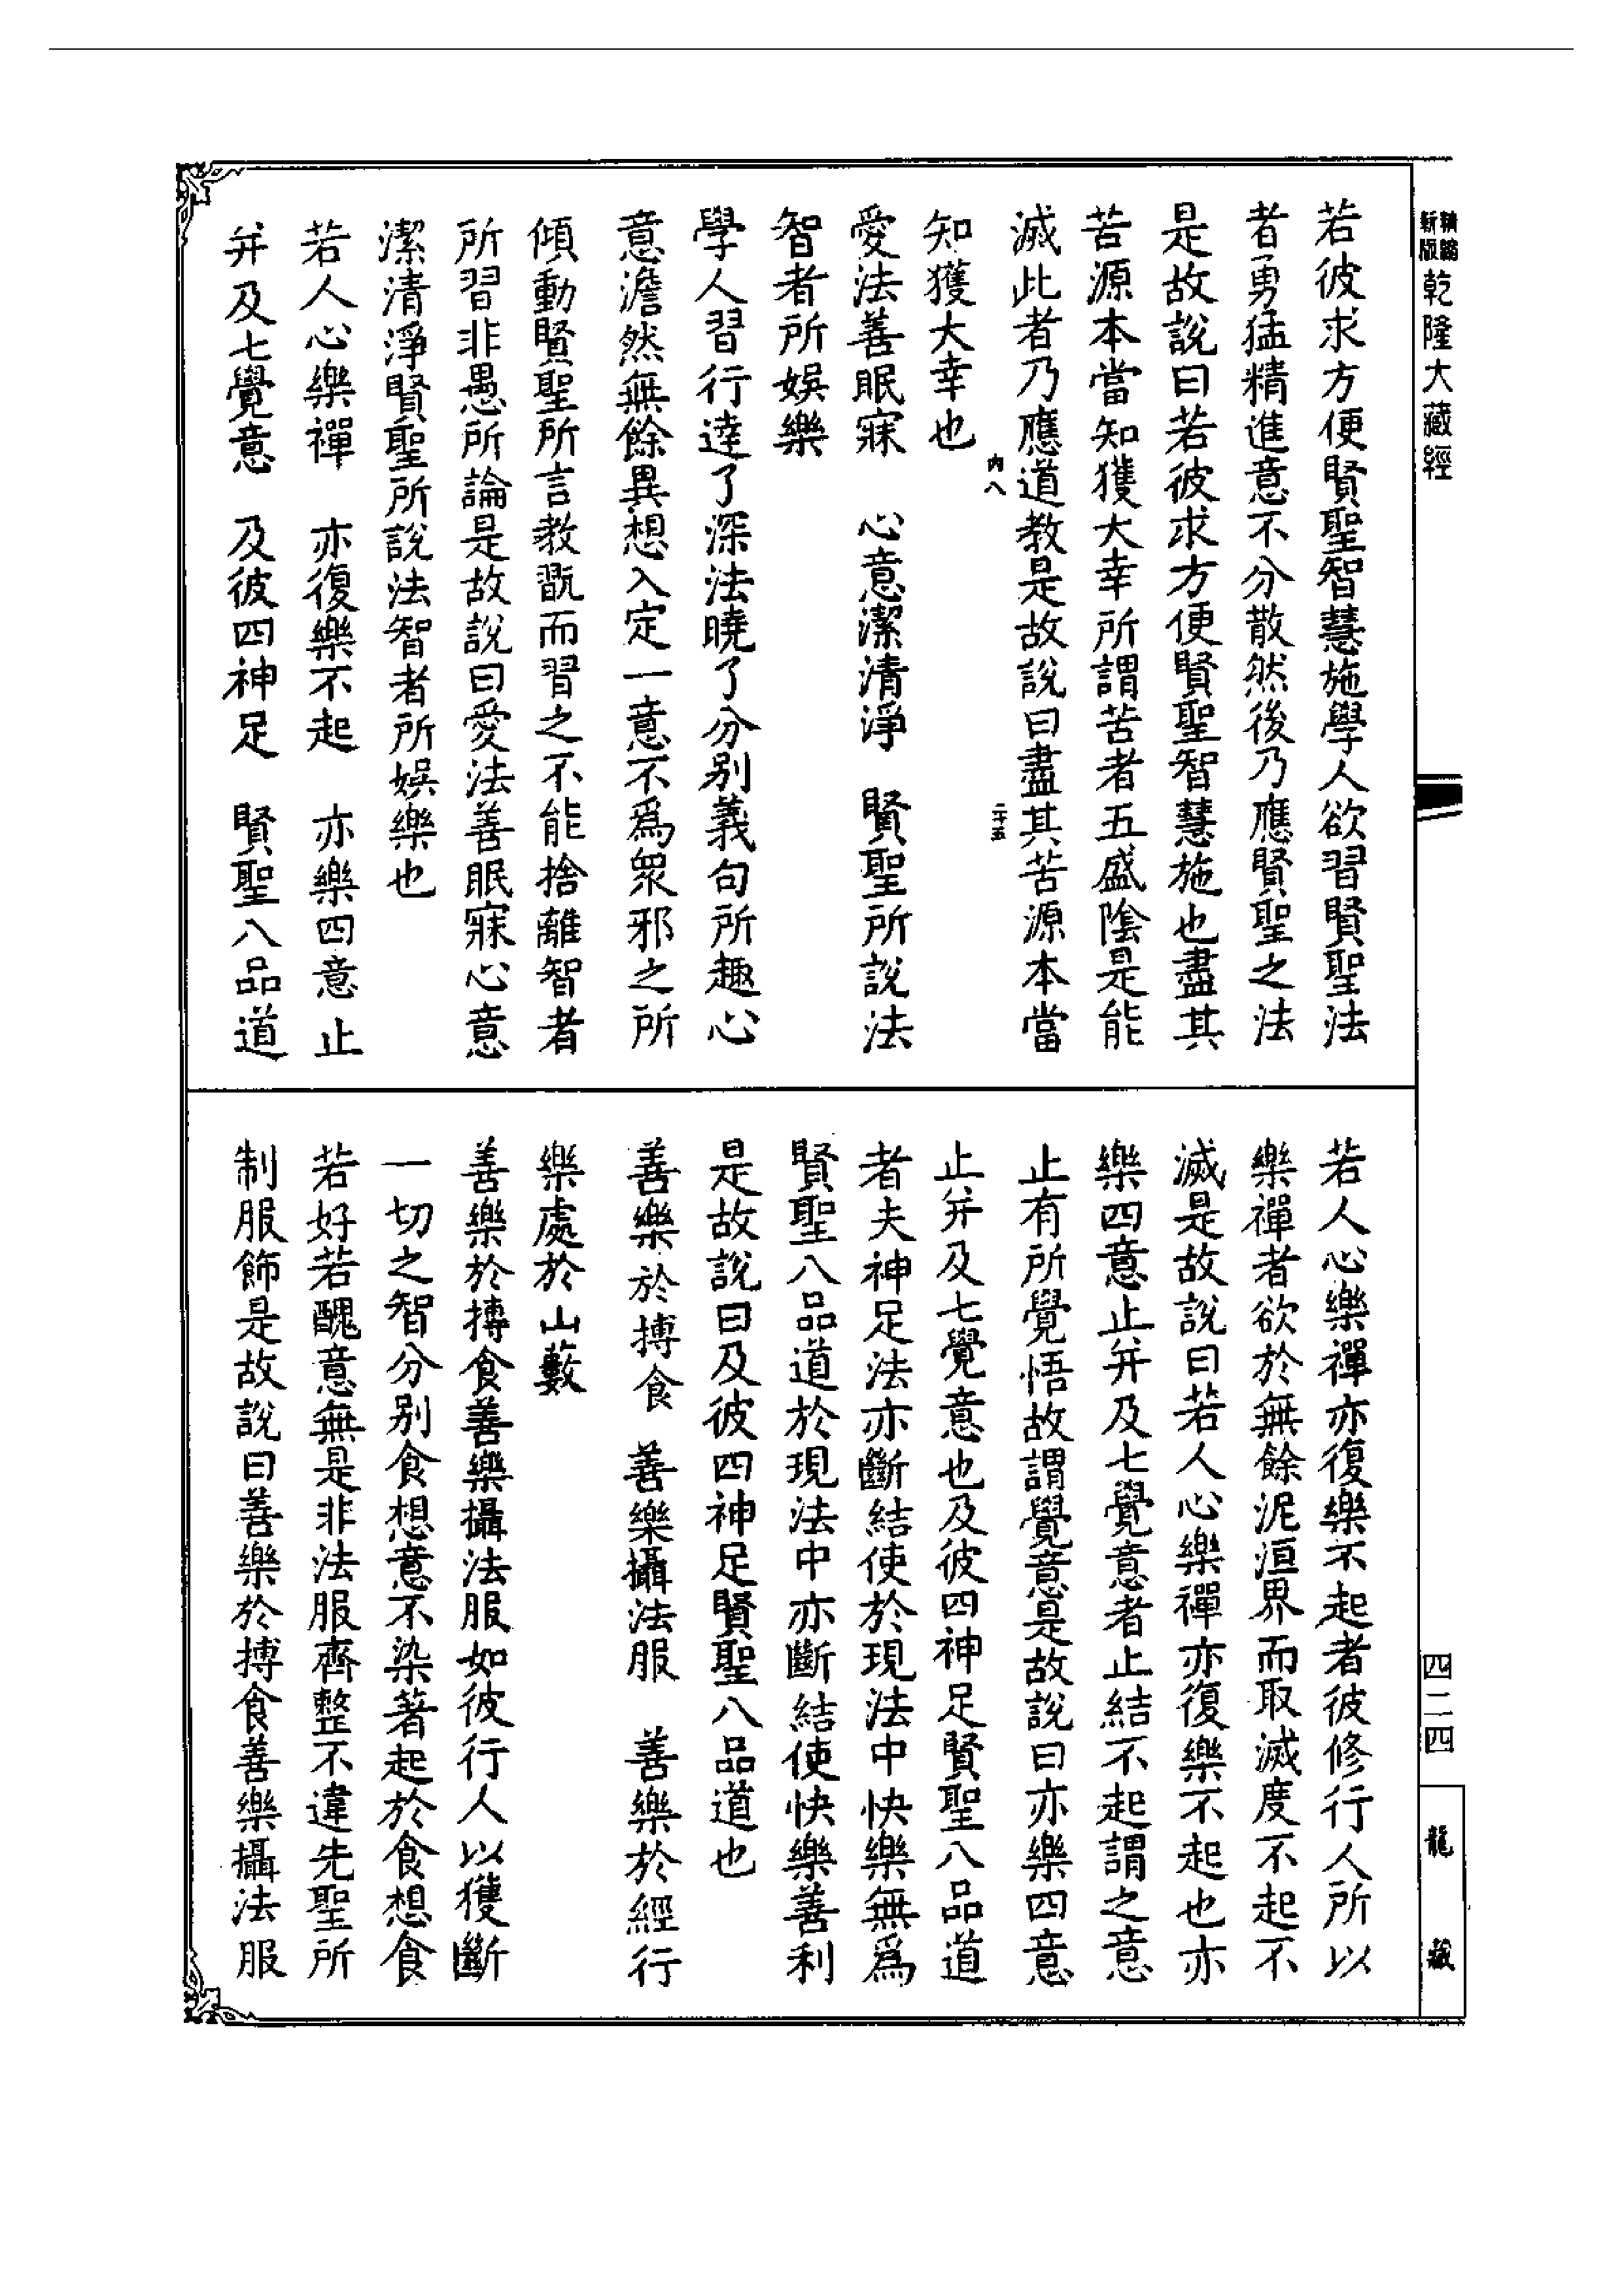 精縮新版乾隆大藏經
若彼求方便賢聖智慧施學人欲習賢聖法
者勇猛精進意不分散然後乃應賢聖之法
是故說曰若彼求方便賢聖智慧施也盡其
苦源本當知獲大幸所謂苦者五盛陰是能
滅此者乃應道教是故說曰盡其苦源本當
內八 二十五
知獲大幸也
愛法善眠寐 心意潔清淨 賢聖所說法
智者所娛樂
學人習行達了深法曉了分別義句所趣心
意澹然無餘異想入定一意不為眾邪之所
傾動賢聖所言教翫而習之不能捨離智者
所習非愚所論是故說曰愛法善眠寐心意
潔清淨賢聖所說法智者所娛樂也
若人心樂禪 亦復樂不起 亦樂四意止
并及七覺意 及彼四神足 賢聖八品道
若人心樂禪亦復樂不起者彼修行人所以
樂禪者欲於無餘泥洹界而取滅度不起不
滅是故說曰若人心樂禪亦復樂不起也亦
樂四意止并及七覺意者止結不起謂之意
止有所覺悟故謂覺意是故說曰亦樂四意
止并及七覺意也及彼四神足賢聖八品道
者夫神足法亦斷結使於現法中快樂無為
賢聖八品道於現法中亦斷結使快樂善利
是故說曰及彼四神足賢聖八品道也
善樂於摶食 善樂攝法服 善樂於經行
樂處於山藪
善樂於摶食善樂攝法服如彼行人以獲斷
一切之智分別食想意不染著起於食想食
若好若醜意無是非法服齊整不違先聖所
制服飾是故說曰善樂於摶食善樂攝法服
四二四
龍藏